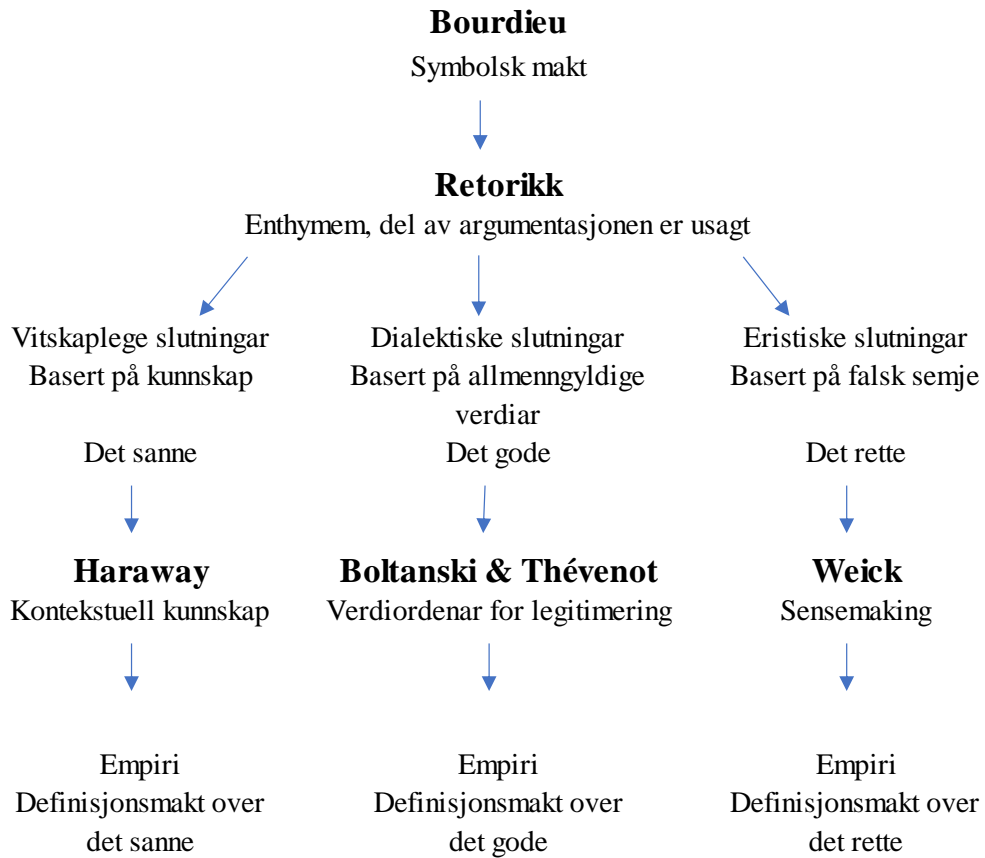 Bourdieu
Symbolsk makt
Retorikk
Enthymem, del av argumentasjonen er usagt
Vitskaplege slutningar
Basert på kunnskap
Det sanne
Dialektiske slutningar
Basert på allmenngyldige
verdiar
Det gode
Eristiske slutningar
Basert på falsk semje
Det rette
Haraway
Kontekstuell kunnskap
Boltanski & Thévenot
Verdiordenar for legitimering
Weick
Sensemaking
Empiri
Definisjonsmakt over
det sanne
Empiri
Definisjonsmakt over
det gode
Empiri
Definisjonsmakt over
det rette